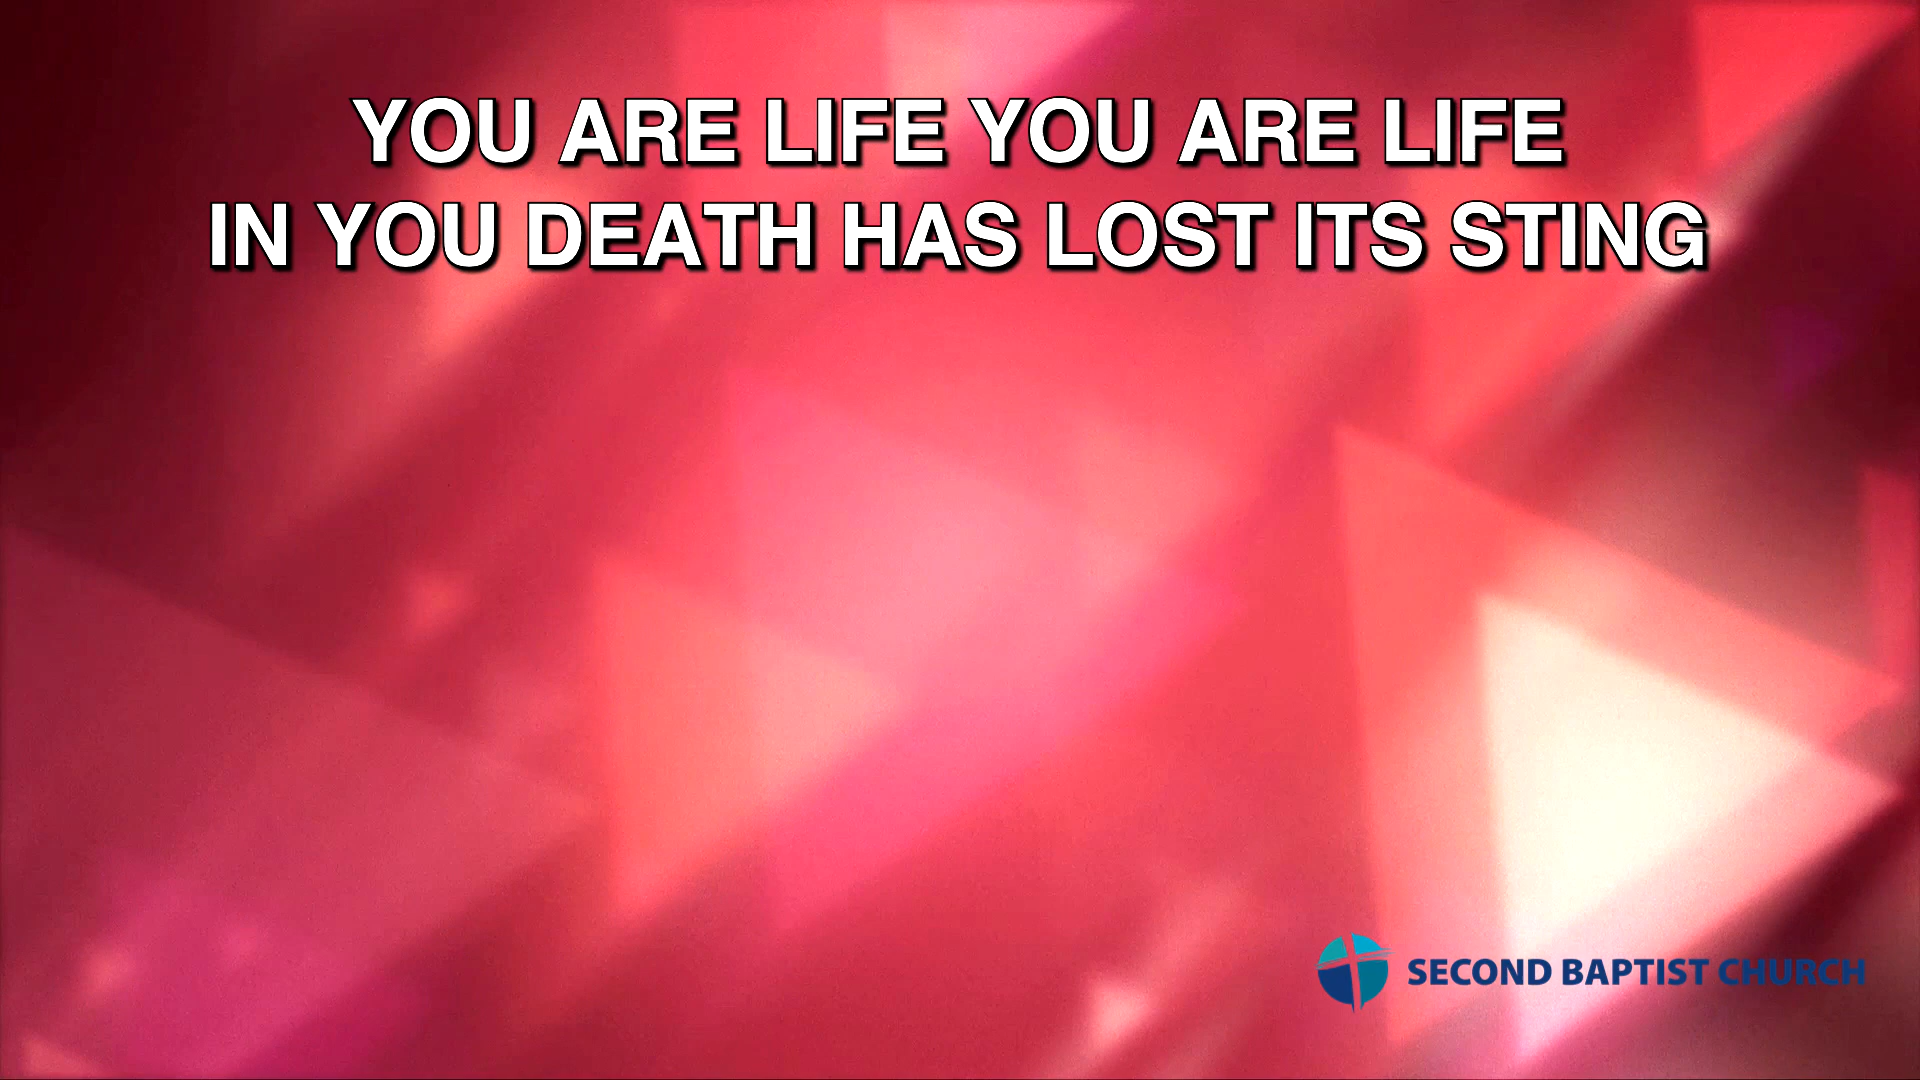 YOU ARE LIFE YOU ARE LIFE
IN YOU DEATH HAS LOST ITS STING
SECOND BAPTIST CHURCH